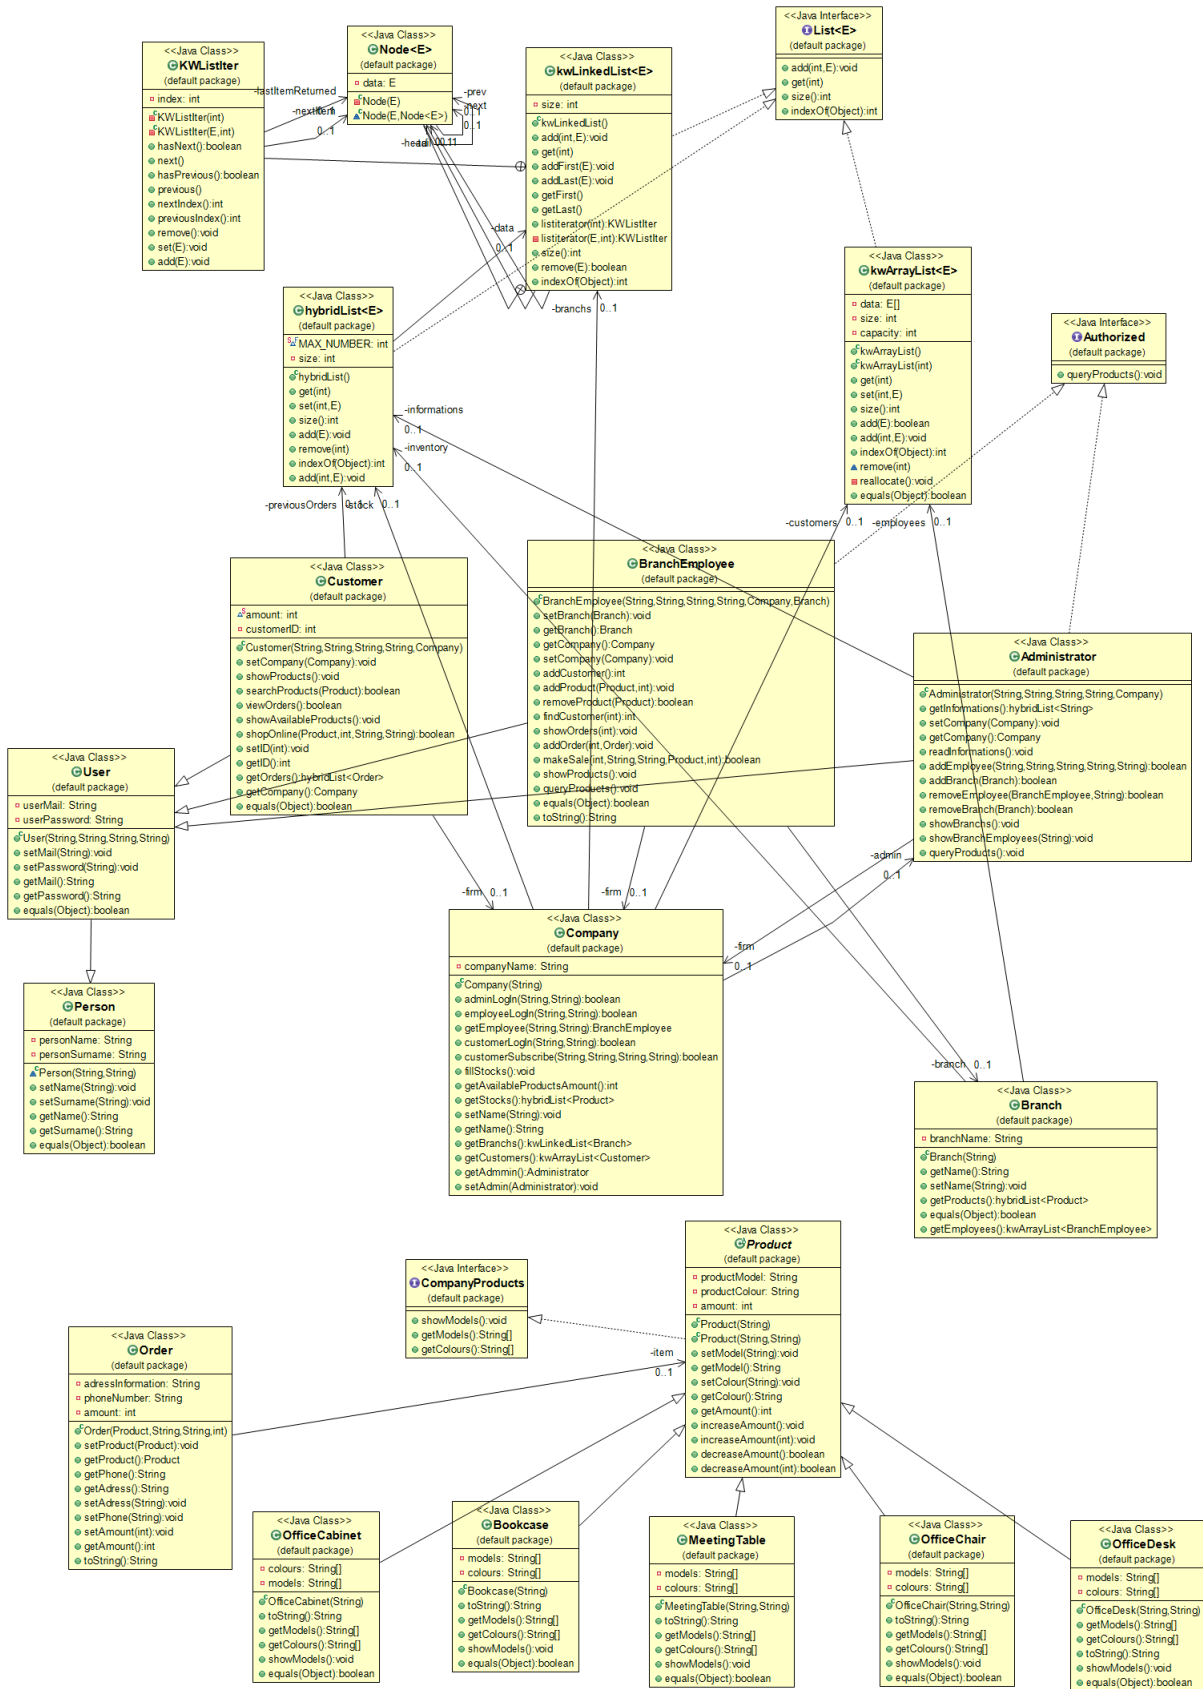 <<Java Class>>
KWListIter
(default package)
index: int
KWListIter(int)
KWListIter(E,int)
hasNext():boolean
next()
hasPrevious():boolean
previous()
nextIndex():int
previousIndex():int
remove():void
set(E):void
add(E):void
-lastItemReturned
-nextItem
0..1
<<Java Class>>
Node<E>
(default package)
data: E
Node(E)
Node(E,Node<E>)
-prev
-next
0..1
0..1
-head
<<Java Class>>
kwLinkedList<E>
(default package)
size: int
kwLinkedList()
add(int,E):void
get(int)
addFirst(E):void
addLast(E):void
getFirst()
getLast()
listiterator(int):KWListIter
listiterator(E,int):KWListIter
size():int
remove(E):boolean
indexOf(Object):int
<<Java Interface>>
List<E>
(default package)
add(int,E):void
get(int)
size():int
indexOf(Object):int
-data
0..1
-branchs
0..1
<<Java Class>>
hybridList<E>
(default package)
MAX_NUMBER: int
size: int
hybridList()
get(int)
set(int,E)
size():int
add(E):void
remove(int)
indexOf(Object):int
add(int,E):void
-informations
0..1
-inventory
0..1
-previousOrders
0..1
-stock
0..1
<<Java Class>>
kwArrayList<E>
(default package)
data: E[]
size: int
capacity: int
kwArrayList()
kwArrayList(int)
get(int)
set(int,E)
size():int
add(E):boolean
add(int,E):void
indexOf(Object):int
remove(int)
reallocate():void
equals(Object):boolean
-customers
0..1
-employees
0..1
<<Java Interface>>
Authorized
(default package)
queryProducts():void
<<Java Class>>
Customer
(default package)
amount: int
customerID: int
Customer(String,String,String,String,Company)
setCompany(Company):void
showProducts():void
searchProducts(Product):boolean
viewOrders():boolean
showAvailableProducts():void
shopOnline(Product,int,String,String):boolean
setID(int):void
getID():int
getOrders():hybridList<Order>
getCompany():Company
equals(Object):boolean
<<Java Class>>
BranchEmployee
(default package)
BranchEmployee(String,String,String,String,Company,Branch)
setBranch(Branch):void
getBranch():Branch
getCompany():Company
setCompany(Company):void
addCustomer():int
addProduct(Product,int):void
removeProduct(Product):boolean
findCustomer(int):int
showOrders(int):void
addOrder(int,Order):void
makeSale(int,String,String,Product,int):boolean
showProducts():void
queryProducts():void
equals(Object):boolean
toString():String
<<Java Class>>
Administrator
(default package)
Administrator(String,String,String,String,Company)
getInformations():hybridList<String>
setCompany(Company):void
getCompany():Company
readInformations():void
addEmployee(String,String,String,String,String):boolean
addBranch(Branch):boolean
removeEmployee(BranchEmployee,String):boolean
removeBranch(Branch):boolean
showBranchs():void
showBranchEmployees(String):void
queryProducts():void
<<Java Class>>
User
(default package)
userMail: String
userPassword: String
User(String,String,String,String)
setMail(String):void
setPassword(String):void
getMail():String
getPassword():String
equals(Object):boolean
-firm
0..1
-firm
0..1
-admin
0..1
-firm
0..1
<<Java Class>>
Company
(default package)
companyName: String
Company(String)
adminLogIn(String,String):boolean
employeeLogIn(String,String):boolean
getEmployee(String,String):BranchEmployee
customerLogIn(String,String):boolean
customerSubscribe(String,String,String,String):boolean
fillStocks():void
getAvailableProductsAmount():int
getStocks():hybridList<Product>
setName(String):void
getName():String
getBranchs():kwLinkedList<Branch>
getCustomers():kwArrayList<Customer>
getAdmmin():Administrator
setAdmin(Administrator):void
<<Java Class>>
Person
(default package)
personName: String
personSurname: String
Person(String,String)
setName(String):void
setSurname(String):void
getName():String
getSurname():String
equals(Object):boolean
-branch
0..1
<<Java Class>>
Branch
(default package)
branchName: String
Branch(String)
getName():String
setName(String):void
getProducts():hybridList<Product>
equals(Object):boolean
getEmployees():kwArrayList<BranchEmployee>
<<Java Class>>
Product
(default package)
productModel: String
productColour: String
amount: int
Product(String)
Product(String,String)
setModel(String):void
getModel():String
setColour(String):void
getColour():String
getAmount():int
increaseAmount():void
increaseAmount(int):void
decreaseAmount():boolean
decreaseAmount(int):boolean
<<Java Interface>>
CompanyProducts
(default package)
showModels():void
getModels():String[]
getColours():String[]
-item
0..1
<<Java Class>>
Order
(default package)
adressInformation: String
phoneNumber: String
amount: int
Order(Product,String,String,int)
setProduct(Product):void
getProduct():Product
getPhone():String
getAdress():String
setAdress(String):void
setPhone(String):void
setAmount(int):void
getAmount():int
toString():String
<<Java Class>>
OfficeCabinet
(default package)
colours: String[]
models: String[]
OfficeCabinet(String)
toString():String
getModels():String[]
getColours():String[]
showModels():void
equals(Object):boolean
<<Java Class>>
Bookcase
(default package)
models: String[]
colours: String[]
Bookcase(String)
toString():String
getModels():String[]
getColours():String[]
showModels():void
equals(Object):boolean
<<Java Class>>
MeetingTable
(default package)
models: String[]
colours: String[]
MeetingTable(String,String)
toString():String
getModels():String[]
getColours():String[]
showModels():void
equals(Object):boolean
<<Java Class>>
OfficeChair
(default package)
models: String[]
colours: String[]
OfficeChair(String,String)
toString():String
getModels():String[]
getColours():String[]
showModels():void
equals(Object):boolean
<<Java Class>>
OfficeDesk
(default package)
models: String[]
colours: String[]
OfficeDesk(String,String)
getModels():String[]
getColours():String[]
toString():String
showModels():void
equals(Object):boolean